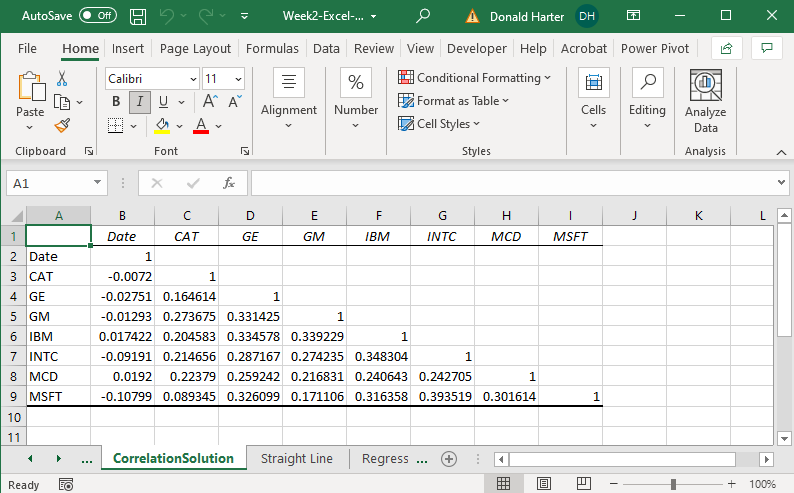 AutoSave Off Week2-Excel-... Donald Harter DH
File Home Insert Page Layout Formulas Data Review View Developer Help Acrobat Power Pivot
Paste Calibri 11 Alignment Number Conditional Formatting Cells Editing Analyze Data
B I U A A % Format as Table
A Cell Styles
Clipboard Font Styles Analysis
A1 fx
A B C D E F G H I J K L
1 Date CAT GE GM IBM INTC MCD MSFT
2 Date 1
3 CAT -0.0072 1
4 GE -0.02751 0.164614 1
5 GM -0.01293 0.273675 0.331425 1
6 IBM 0.017422 0.204583 0.334578 0.339229 1
7 INTC -0.09191 0.214656 0.287167 0.274235 0.348304 1
8 MCD 0.0192 0.22379 0.259242 0.216831 0.240643 0.242705 1
9 MSFT -0.10799 0.089345 0.326099 0.171106 0.316358 0.393519 0.301614 1
10
11
... CorrelationSolution Straight Line Regress ...
Ready 100%